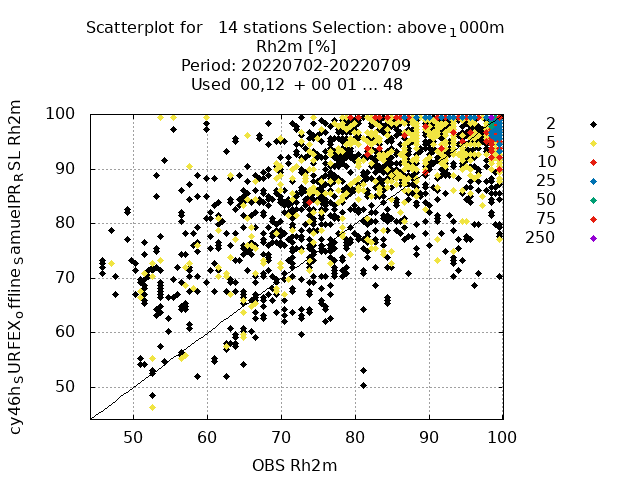 Scatterplot for 14 stations Selection: above₁000m
Rh2m [%]
Period: 20220702-20220709
Used 00,12 + 00 01 ... 48
cy46hₛURFEXₒffline ₛamuelPRᵣSL Rh2m
100
90
80
70
60
50
50 60 70 80 90 100
OBS Rh2m
2
5
10
25
50
75
250